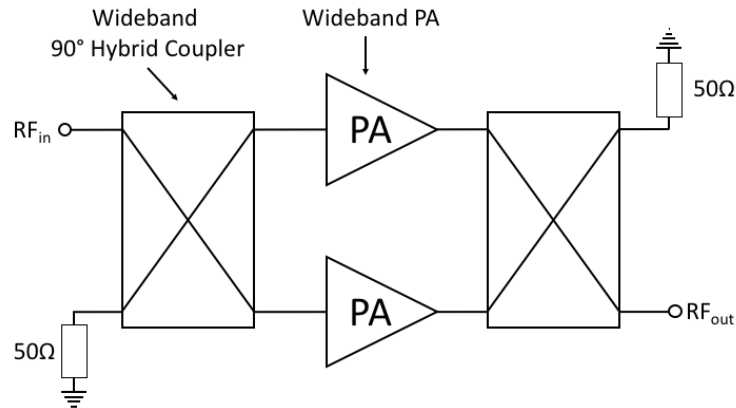 Wideband
90° Hybrid Coupler
Wideband PA
50Ω
RFin
PA
PA
RFout
50Ω